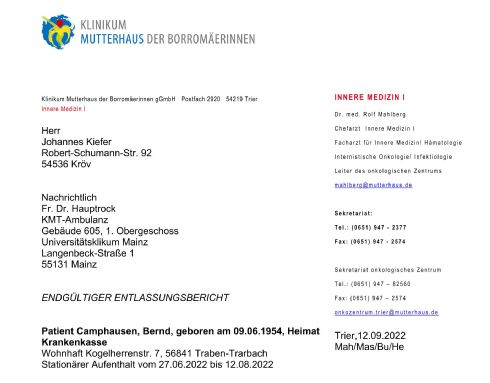 KLINIKUM
MUTTERHAUS DER BORROMÄERINNEN
Klinikum Mutterhaus der Borromäerinnen gGmbH Postfach 2920 54219 Trier
Innere Medizin I
Herr
Johannes Kiefer
Robert-Schumann-Str. 92
54536 Kröv
Nachrichtlich
Fr. Dr. Hauptrock
KMT-Ambulanz
Gebäude 605, 1. Obergeschoss
Universitätsklikum Mainz
Langenbeck-Straße 1
55131 Mainz
ENDGÜLTIGER ENTLASSUNGSBERICHT
Patient Camphausen, Bernd, geboren am 09.06.1954, Heimat
Krankenkasse
Wohnhaft Kogelherrenstr. 7, 56841 Traben-Trarbach
Stationärer Aufenthalt vom 27.06.2022 bis 12.08.2022
INNERE MEDIZIN I
Dr. med. Rolf Mahlberg
Chefarzt Innere Medizin I
Facharzt für Innere Medizin/ Hämatologie
Internistische Onkologie/ Infektiologie
Leiter des onkologischen Zentrums
mahlberg@mutterhaus.de
Sekretariat:
Tel.: (0651) 947 - 2377
Fax: (0651) 947 - 2574
Sekretariat onkologisches Zentrum
Tel.: (0651) 947 – 82560
Fax: (0651) 947 – 2574
onkozentrum.trier@mutterhaus.de
Trier,12.09.2022
Mah/Mas/Bu/He